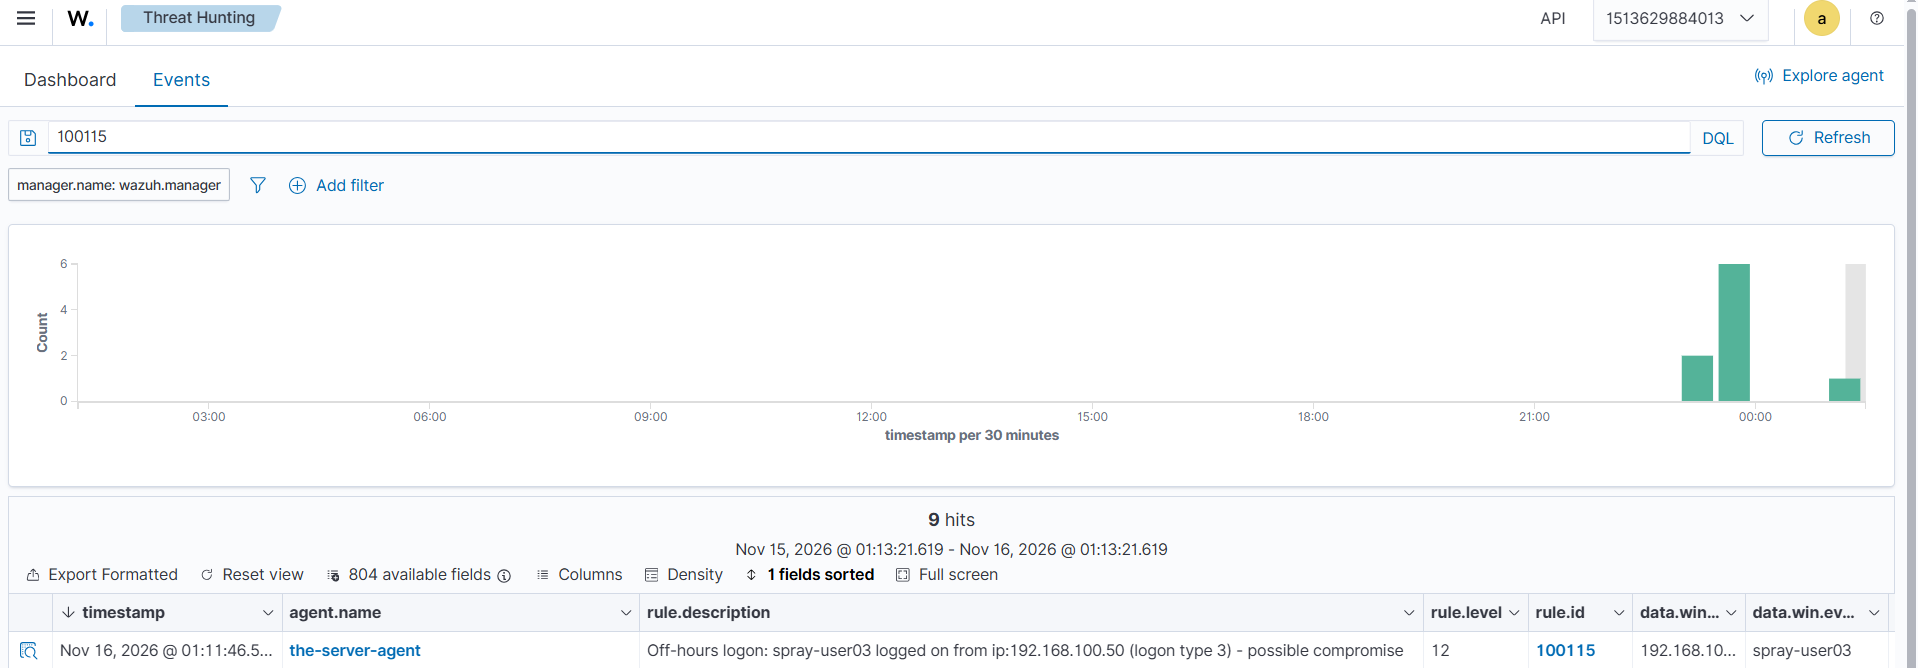 W. Threat Hunting API 1513629884013 a
Dashboard Events Explore agent
100115 DQL Refresh
manager.name: wazuh.manager Add filter
6
4
2
0
Count
03:00 06:00 09:00 12:00 15:00 18:00 21:00 00:00
timestamp per 30 minutes
9 hits
Nov 15, 2026 @ 01:13:21.619 - Nov 16, 2026 @ 01:13:21.619
Export Formatted Reset view 804 available fields Columns Density 1 fields sorted Full screen
timestamp agent.name rule.description rule.level rule.id data.win... data.win.ev...
Nov 16, 2026 @ 01:11:46.5... the-server-agent Off-hours logon: spray-user03 logged on from ip:192.168.100.50 (logon type 3) - possible compromise 12 100115 192.168.10... spray-user03